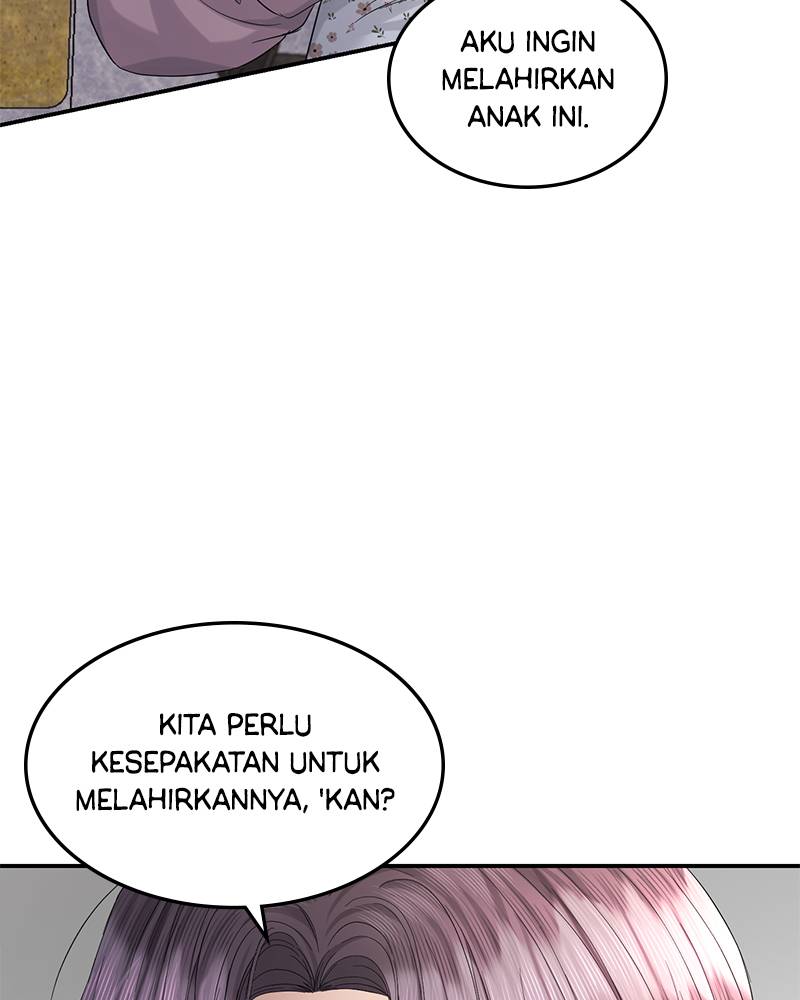 AKU INGIN
MELAHIRKAN
ANAK INI.
KITA PERLU
KESEPAKATAN UNTUK
MELAHIRKANNYA, 'KAN?